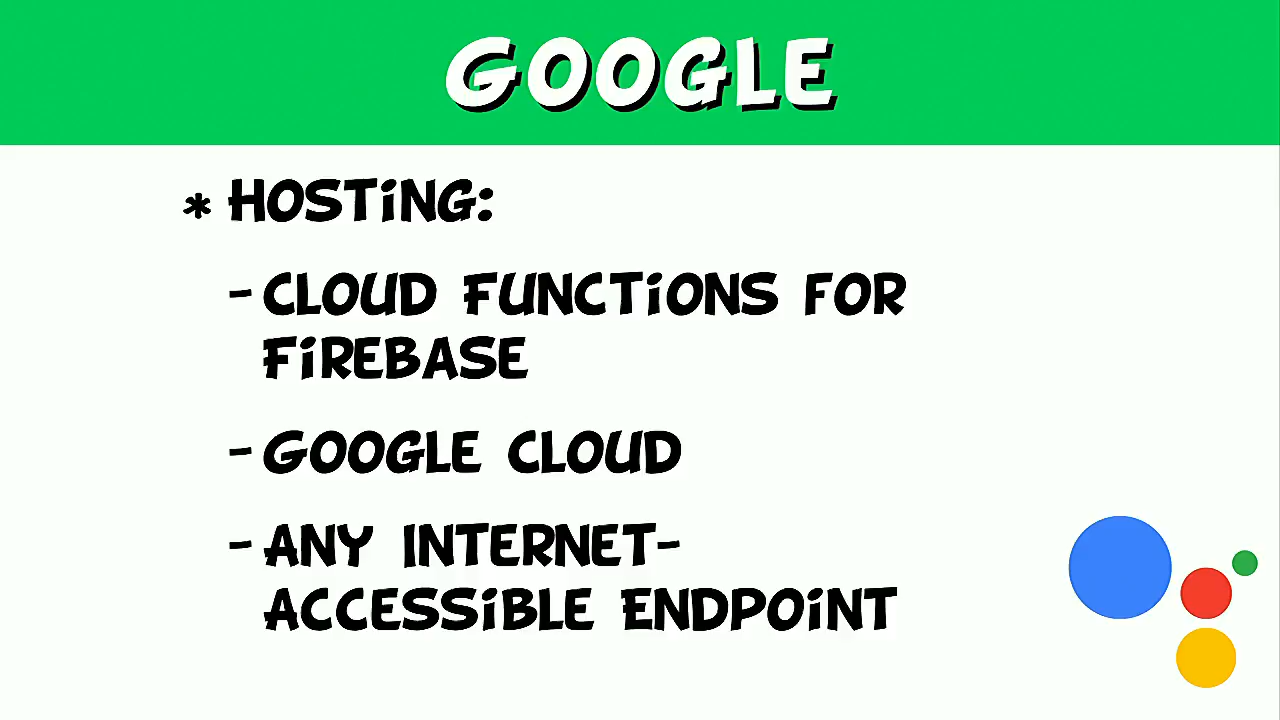 GOOGLE
* HOSTiNG:
- CLOUD FUNCTiONS FOR
FiREBASE
- GOOGLE CLOUD
- ANY INTERNET-
ACCESSiBLE ENDPOiNT